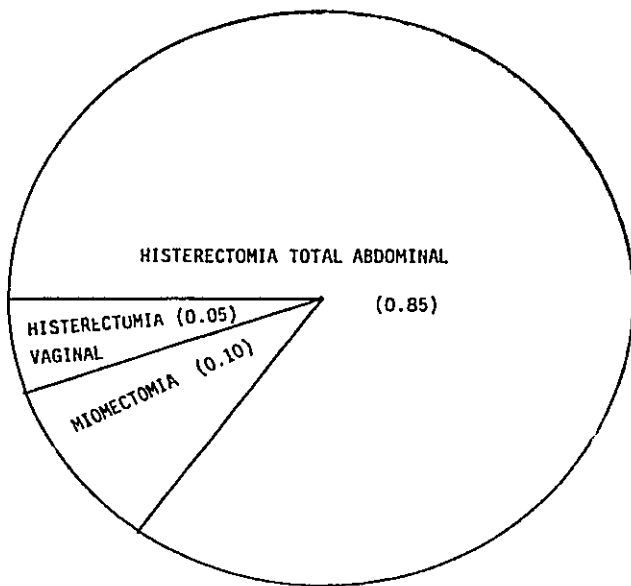 HISTERECTOMIA TOTAL ABDOMINAL
(0.85)
HISTERECTOMIA (0.05)
VAGINAL
MIOMECTOMIA (0.10)